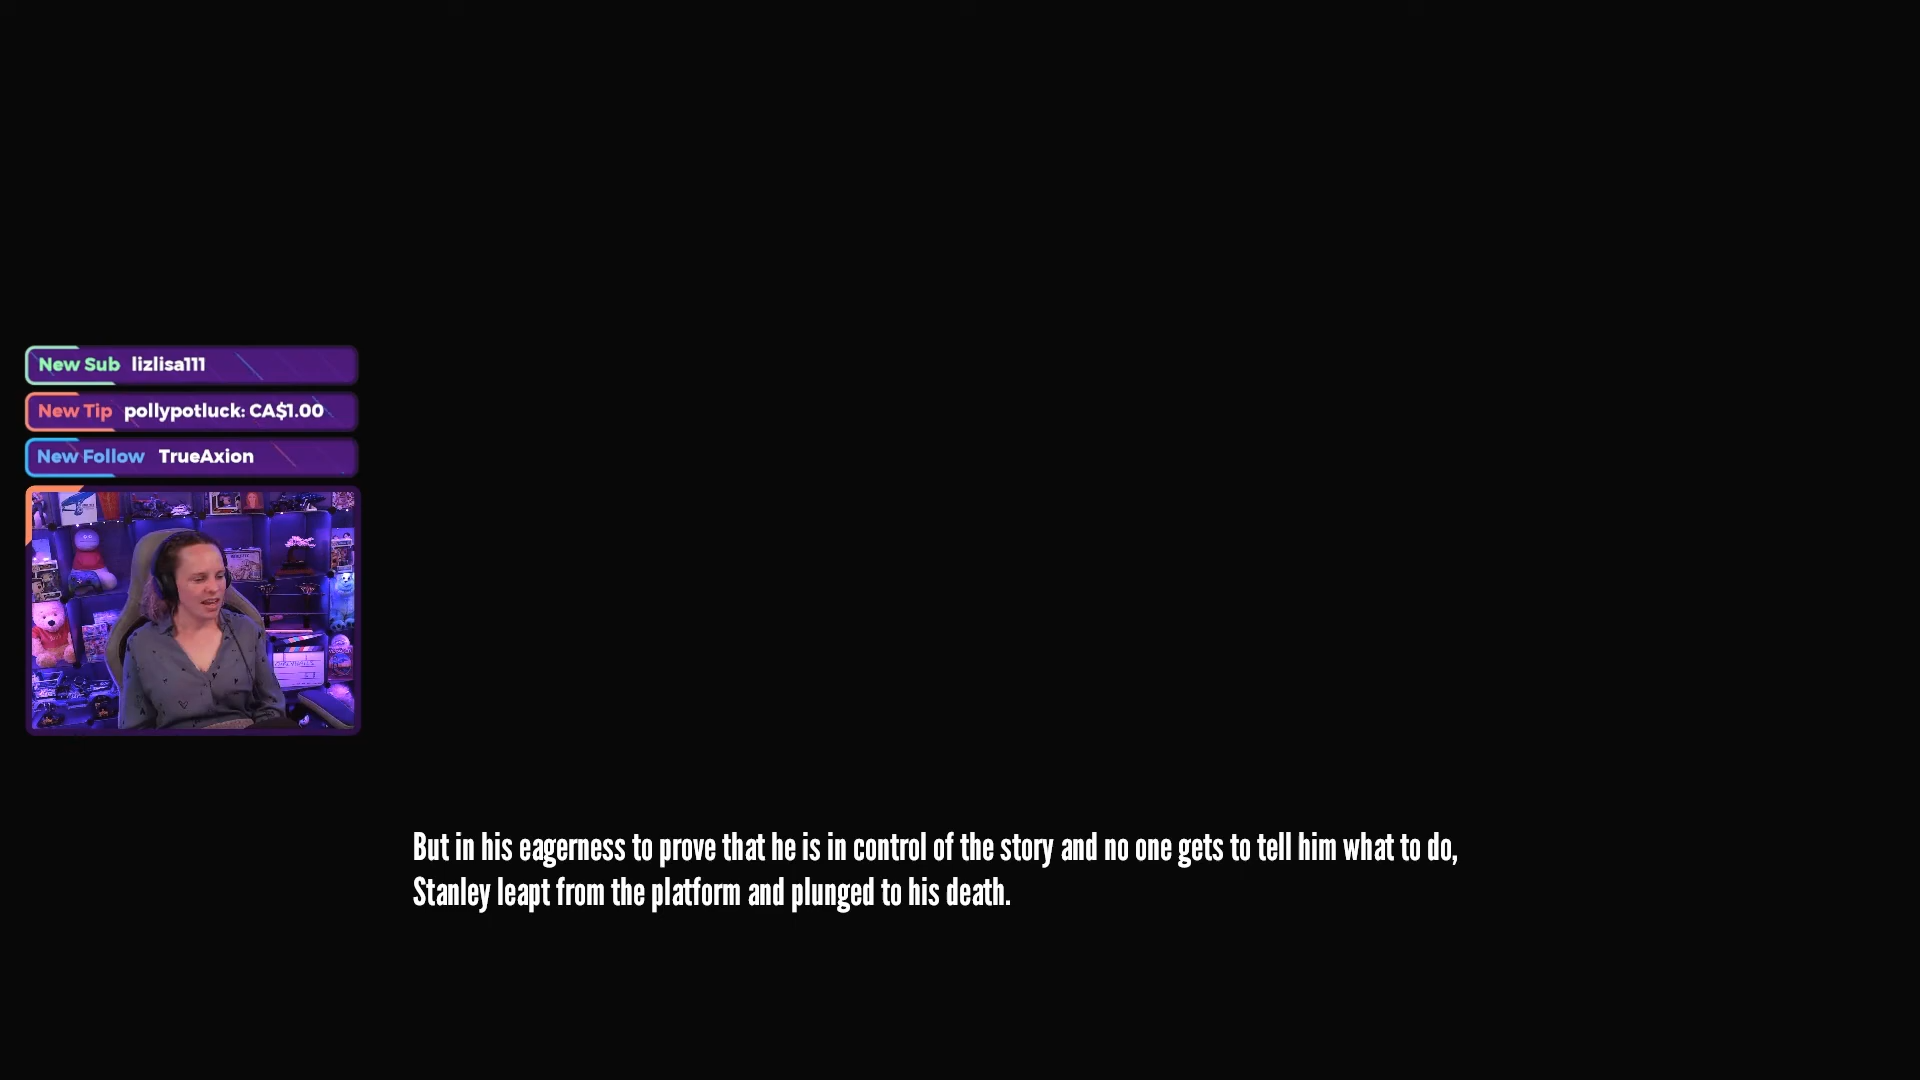 New Sub lizlisa111
New Tip pollypotluck: CA$1.00
New Follow TrueAxion
But in his eagerness to prove that he is in control of the story and no one gets to tell him what to do,
Stanley leapt from the platform and plunged to his death.